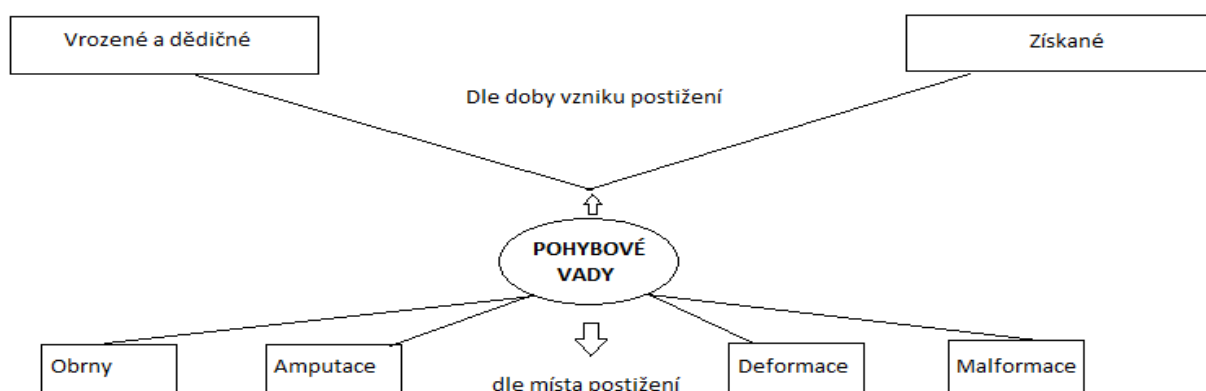 Vrozené a dědičné
Získané
Dle doby vzniku postižení
POHYBOVÉ
VADY
Obrny
Amputace
dle místa postižení
Deformace
Malformace